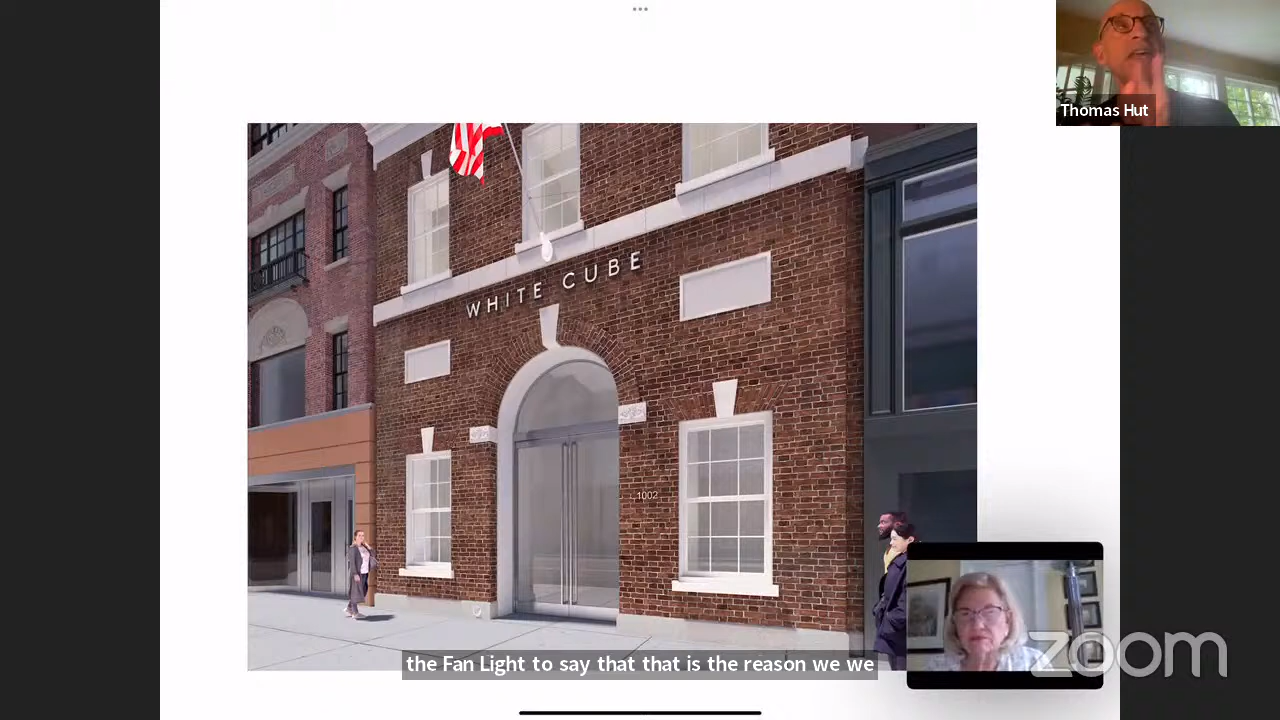 Thomas Hut
WHITE CUBE
1002
the Fan Light to say that that is the reason we we
zoom